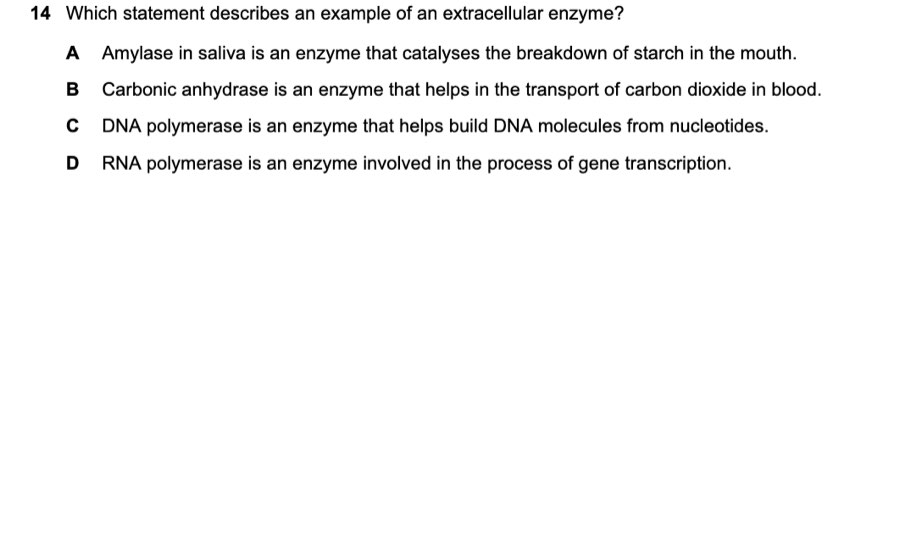 14 Which statement describes an example of an extracellular enzyme?
A Amylase in saliva is an enzyme that catalyses the breakdown of starch in the mouth.
B Carbonic anhydrase is an enzyme that helps in the transport of carbon dioxide in blood.
C DNA polymerase is an enzyme that helps build DNA molecules from nucleotides.
D RNA polymerase is an enzyme involved in the process of gene transcription.